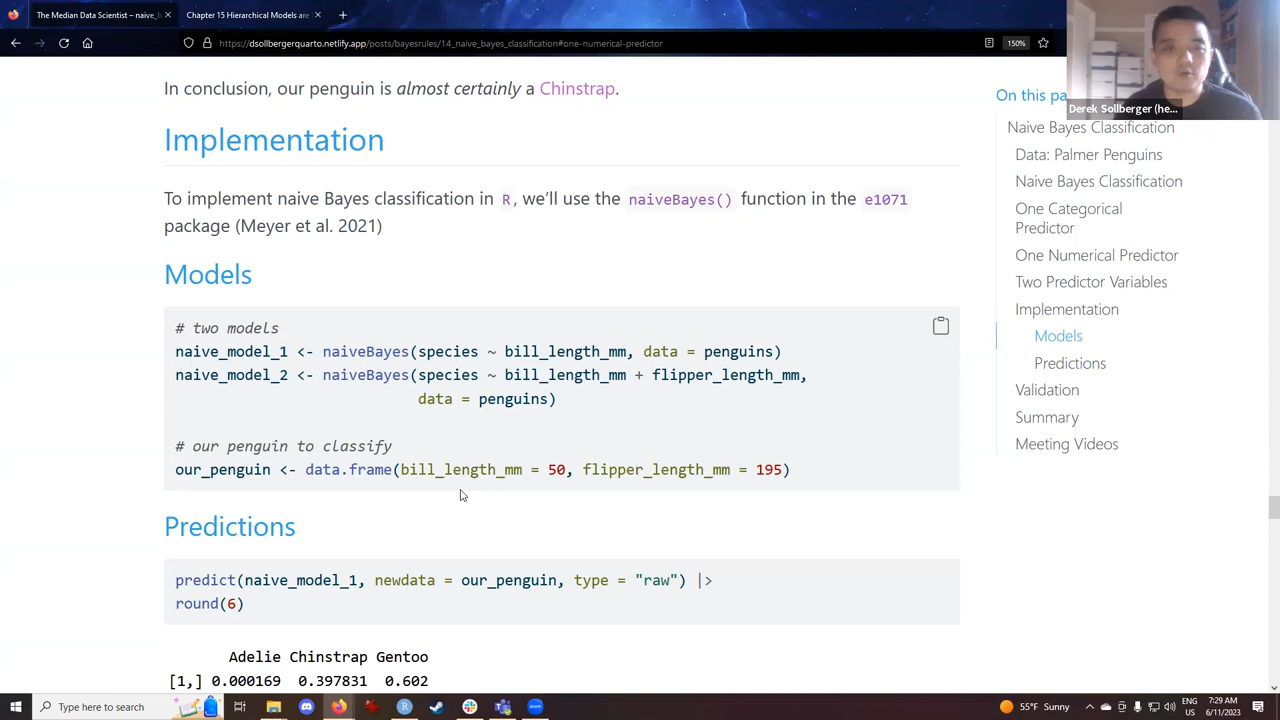 The Median Data Scientist – naive_b
Chapter 15 Hierarchical Models are
https://dsollbergerquarto.netlify.app/posts/bayesrules/14_naive_bayes_classification#one-numerical-predictor
150%
Derek Sollberger (he...
In conclusion, our penguin is almost certainly a Chinstrap.
Implementation
To implement naive Bayes classification in R, we’ll use the naiveBayes() function in the e1071
package (Meyer et al. 2021)
Models
# two models
naive_model_1 <- naiveBayes(species ~ bill_length_mm, data = penguins)
naive_model_2 <- naiveBayes(species ~ bill_length_mm + flipper_length_mm,
data = penguins)
# our penguin to classify
our_penguin <- data.frame(bill_length_mm = 50, flipper_length_mm = 195)
Predictions
predict(naive_model_1, newdata = our_penguin, type = "raw") |>
round(6)
Adelie Chinstrap Gentoo
[1,] 0.000169 0.397831 0.602
On this pa
Naive Bayes Classification
Data: Palmer Penguins
Naive Bayes Classification
One Categorical
Predictor
One Numerical Predictor
Two Predictor Variables
Implementation
Models
Predictions
Validation
Summary
Meeting Videos
Type here to search
55°F Sunny
ENG
US
7:29 AM
6/11/2023